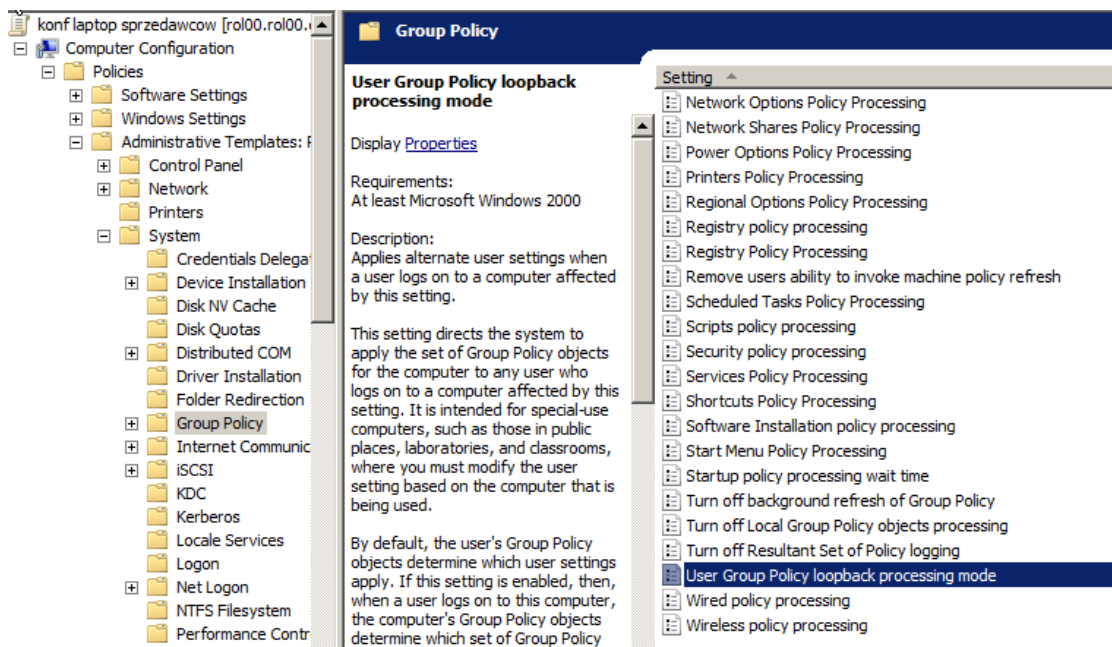 konf laptop sprzedawcow [rol00.rol00.
Computer Configuration
Policies
Software Settings
Windows Settings
Administrative Templates:
Control Panel
Network
Printers
System
Credentials Delega
Device Installation
Disk NV Cache
Disk Quotas
Distributed COM
Driver Installation
Folder Redirection
Group Policy
Internet Communic
iSCSI
KDC
Kerberos
Locale Services
Logon
Net Logon
NTFS Filesystem
Performance Contr
Group Policy
User Group Policy loopback
processing mode
Display Properties
Requirements:
At least Microsoft Windows 2000
Description:
Applies alternate user settings when
a user logs on to a computer affected
by this setting.
This setting directs the system to
apply the set of Group Policy objects
for the computer to any user who
logs on to a computer affected by this
setting. It is intended for special-use
computers, such as those in public
places, laboratories, and classrooms,
where you must modify the user
setting based on the computer that is
being used.
By default, the user's Group Policy
objects determine which user settings
apply. If this setting is enabled, then,
when a user logs on to this computer,
the computer's Group Policy objects
determine which set of Group Policy
Setting
Network Options Policy Processing
Network Shares Policy Processing
Power Options Policy Processing
Printers Policy Processing
Regional Options Policy Processing
Registry policy processing
Registry Policy Processing
Remove users ability to invoke machine policy refresh
Scheduled Tasks Policy Processing
Scripts policy processing
Security policy processing
Services Policy Processing
Shortcuts Policy Processing
Software Installation policy processing
Start Menu Policy Processing
Startup policy processing wait time
Turn off background refresh of Group Policy
Turn off Local Group Policy objects processing
Turn off Resultant Set of Policy logging
User Group Policy loopback processing mode
Wired policy processing
Wireless policy processing